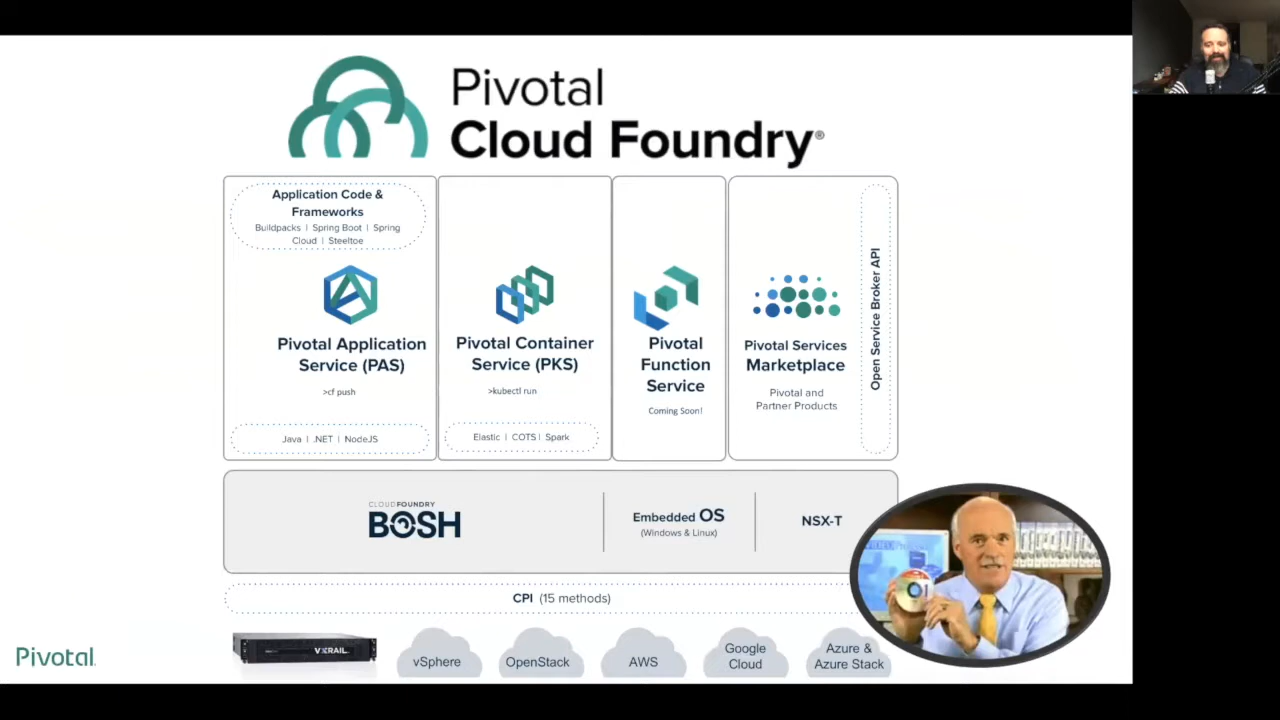 Pivotal
Cloud Foundry®
Application Code &
Frameworks
Buildpacks | Spring Boot | Spring
Cloud | Steeltoe
Pivotal Application
Service (PAS)
>cf push
Java | .NET | NodeJS
Pivotal Container
Service (PKS)
>kubectl run
Elastic | COTS | Spark
Pivotal
Function
Service
Coming Soon!
Pivotal Services
Marketplace
Pivotal and
Partner Products
Open Service Broker API
CLOUDFOUNDRY
BOSH
Embedded OS
(Windows & Linux)
NSX-T
CPI (15 methods)
VXRAIL
vSphere
OpenStack
AWS
Google
Cloud
Azure &
Azure Stack
Pivotal